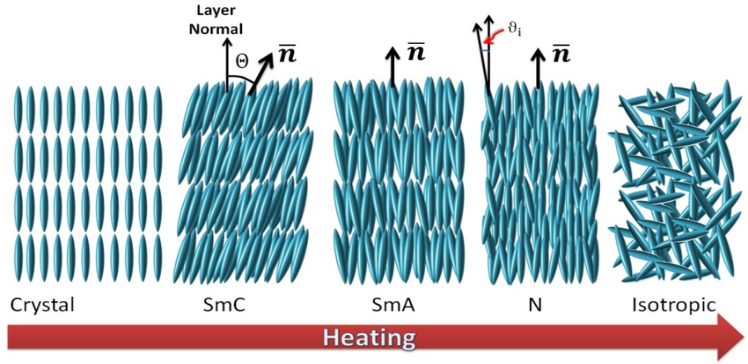 Layer
Normal
Θ
n̅
n̅
ϑi
n̅
Crystal
SmC
SmA
N
Isotropic
Heating